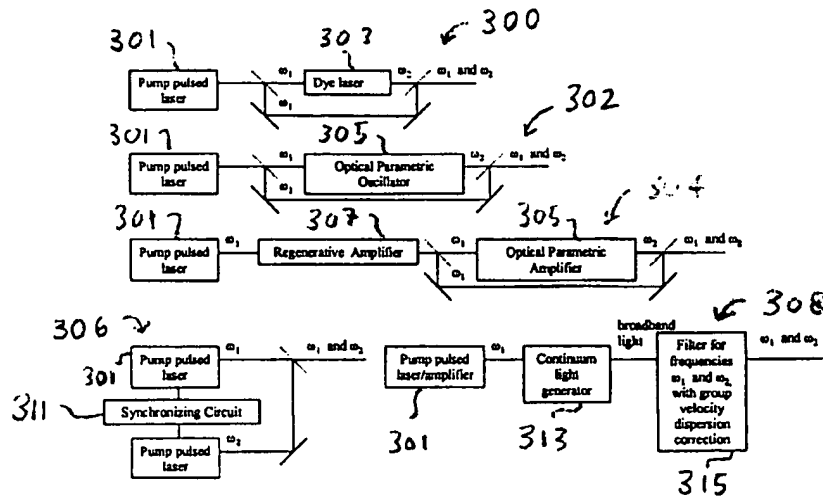 301 303 300
Pump pulsed laser ω₁ Dye laser ω₂ ω₁ and ω₂
ω₁
301 305 302
Pump pulsed laser ω₁ Optical Parametric Oscillator ω₂ ω₁ and ω₂
ω₁
301 307 305 304
Pump pulsed laser ω₁ Regenerative Amplifier ω₁ Optical Parametric Amplifier ω₂ ω₁ and ω₂
ω₁
306
301
Pump pulsed laser ω₁ ω₁ and ω₂
311
Synchronizing Circuit
Pump pulsed laser ω₂
308
Pump pulsed laser/amplifier ω₁ Continuum light generator broadband light Filter for frequencies ω₁ and ω₂, with group velocity dispersion correction ω₁ and ω₂
301 313 315